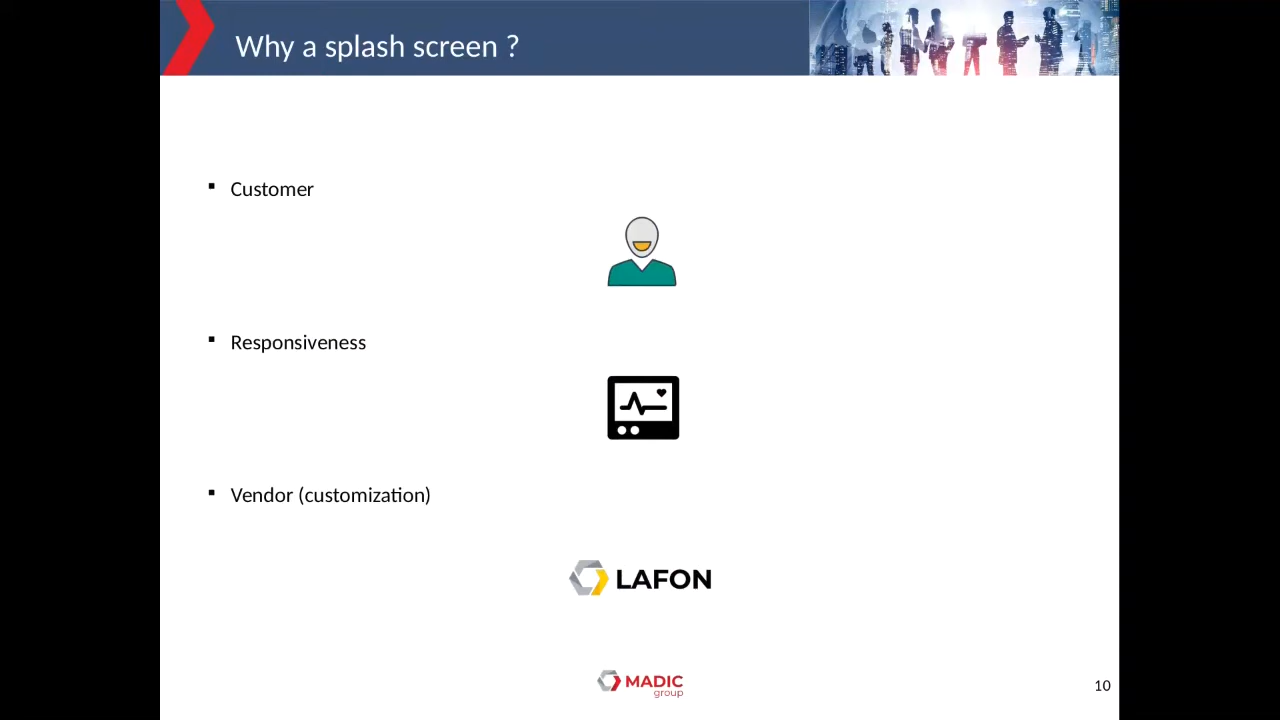 Why a splash screen ?
Customer
Responsiveness
Vendor (customization)
LAFON
MADIC
group
10